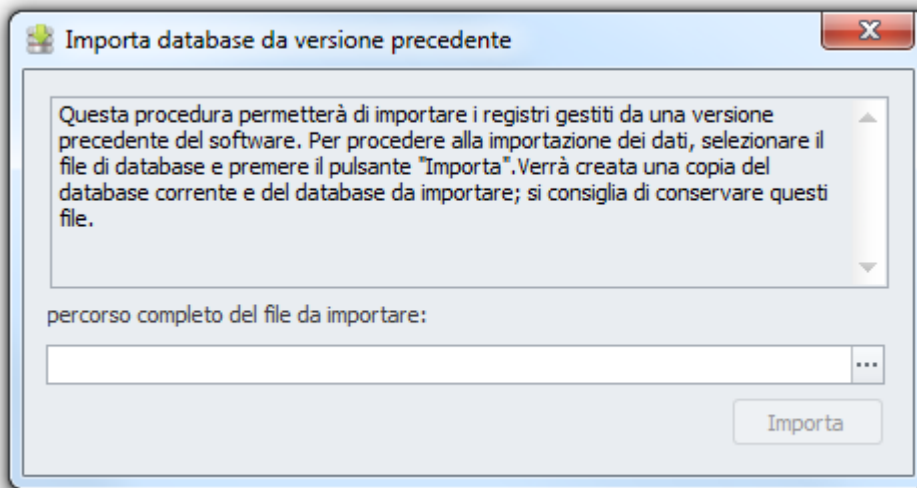 Importa database da versione precedente
Questa procedura permetterà di importare i registri gestiti da una versione
precedente del software. Per procedere alla importazione dei dati, selezionare il
file di database e premere il pulsante "Importa".Verrà creata una copia del
database corrente e del database da importare; si consiglia di conservare questi
file.
percorso completo del file da importare:
...
Importa